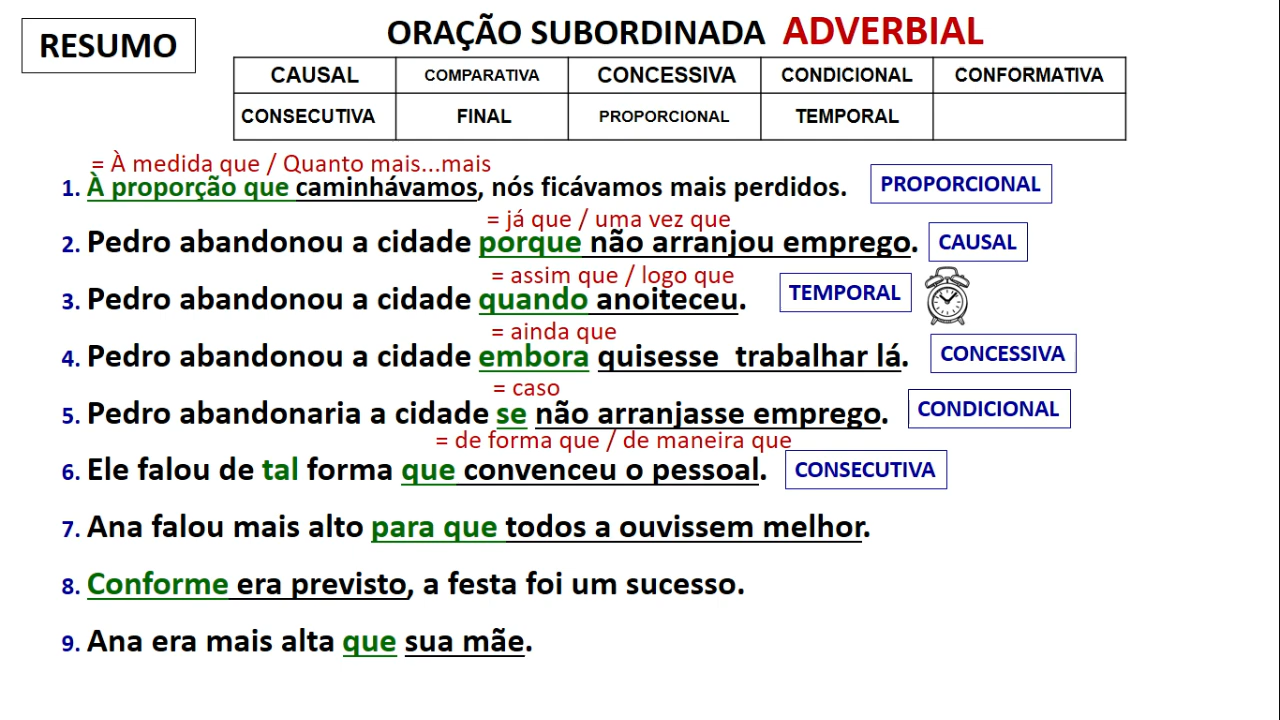 RESUMO
ORAÇÃO SUBORDINADA ADVERBIAL
CAUSAL COMPARATIVA CONCESSIVA CONDICIONAL CONFORMATIVA
CONSECUTIVA FINAL PROPORCIONAL TEMPORAL
= À medida que / Quanto mais...mais
1. À proporção que caminhávamos, nós ficávamos mais perdidos. PROPORCIONAL
= já que / uma vez que
2. Pedro abandonou a cidade porque não arranjou emprego. CAUSAL
= assim que / logo que
3. Pedro abandonou a cidade quando anoiteceu. TEMPORAL
= ainda que
4. Pedro abandonou a cidade embora quisesse trabalhar lá. CONCESSIVA
= caso
5. Pedro abandonaria a cidade se não arranjasse emprego. CONDICIONAL
= de forma que / de maneira que
6. Ele falou de tal forma que convenceu o pessoal. CONSECUTIVA
7. Ana falou mais alto para que todos a ouvissem melhor.
8. Conforme era previsto, a festa foi um sucesso.
9. Ana era mais alta que sua mãe.